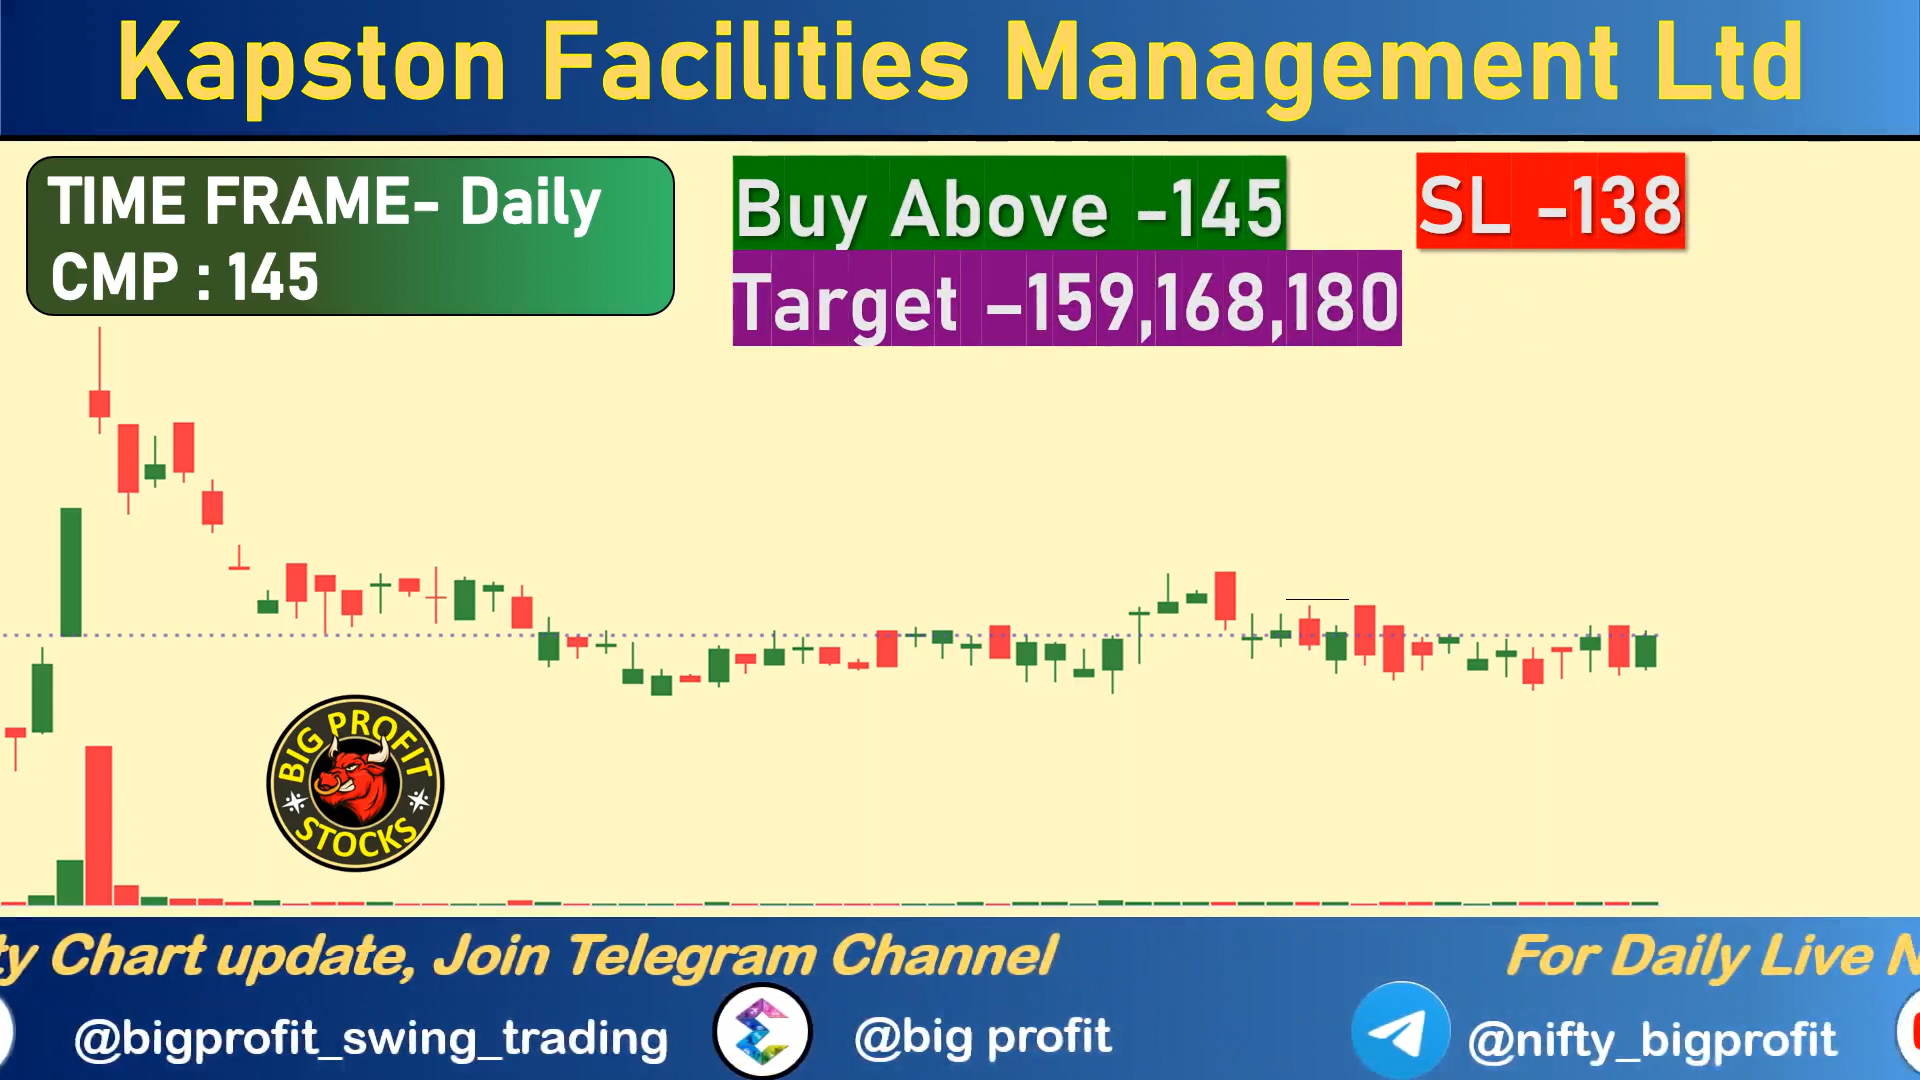 Kapston Facilities Management Ltd
TIME FRAME- Daily
CMP : 145
Buy Above -145
SL -138
Target -159,168,180
BIG PROFIT
STOCKS
ty Chart update, Join Telegram Channel
For Daily Live N
@bigprofit_swing_trading
@big profit
@nifty_bigprofit